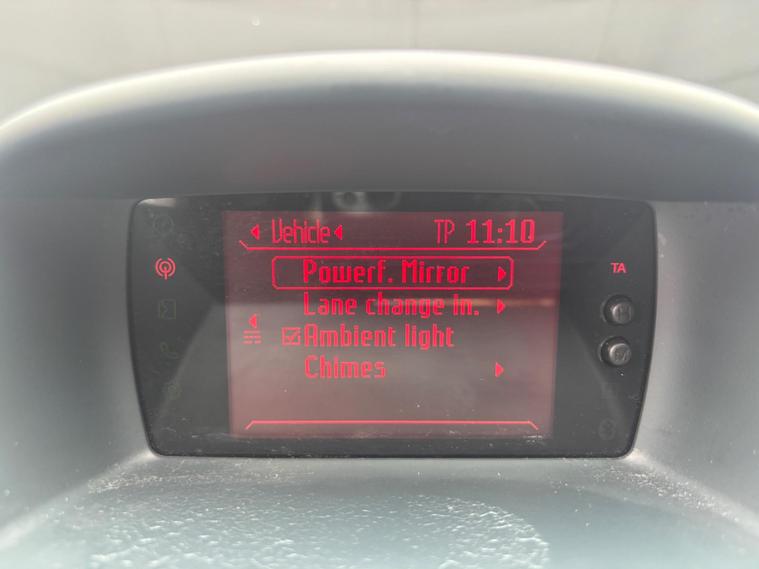 Vehicle TP 11:10
Powerf. Mirror
TA
Lane change in.
Ambient light
Chimes